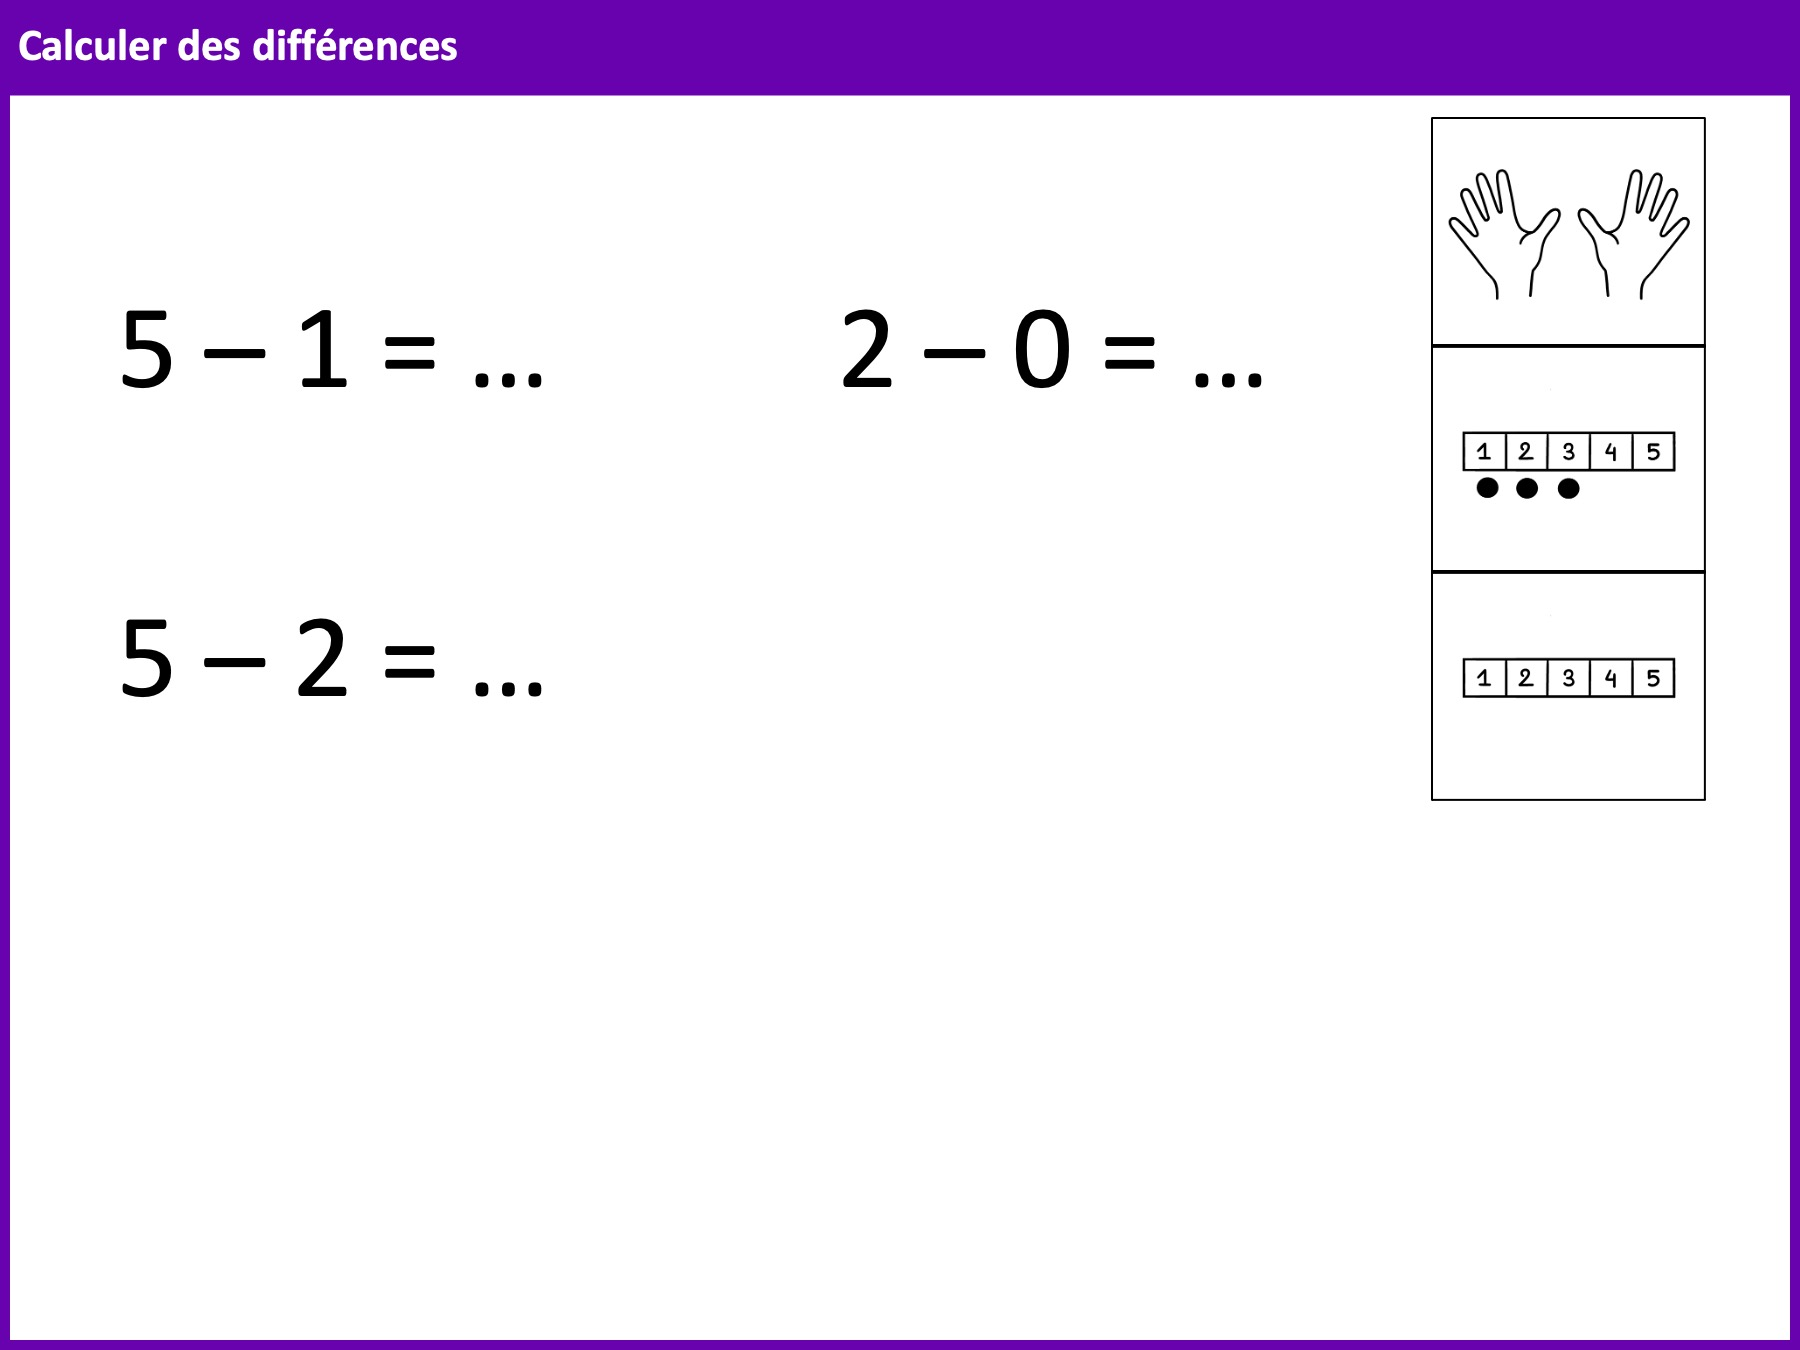 Calculer des différences
5 – 1 = ...
2 – 0 = ...
5 – 2 = ...
1 2 3 4 5
1 2 3 4 5